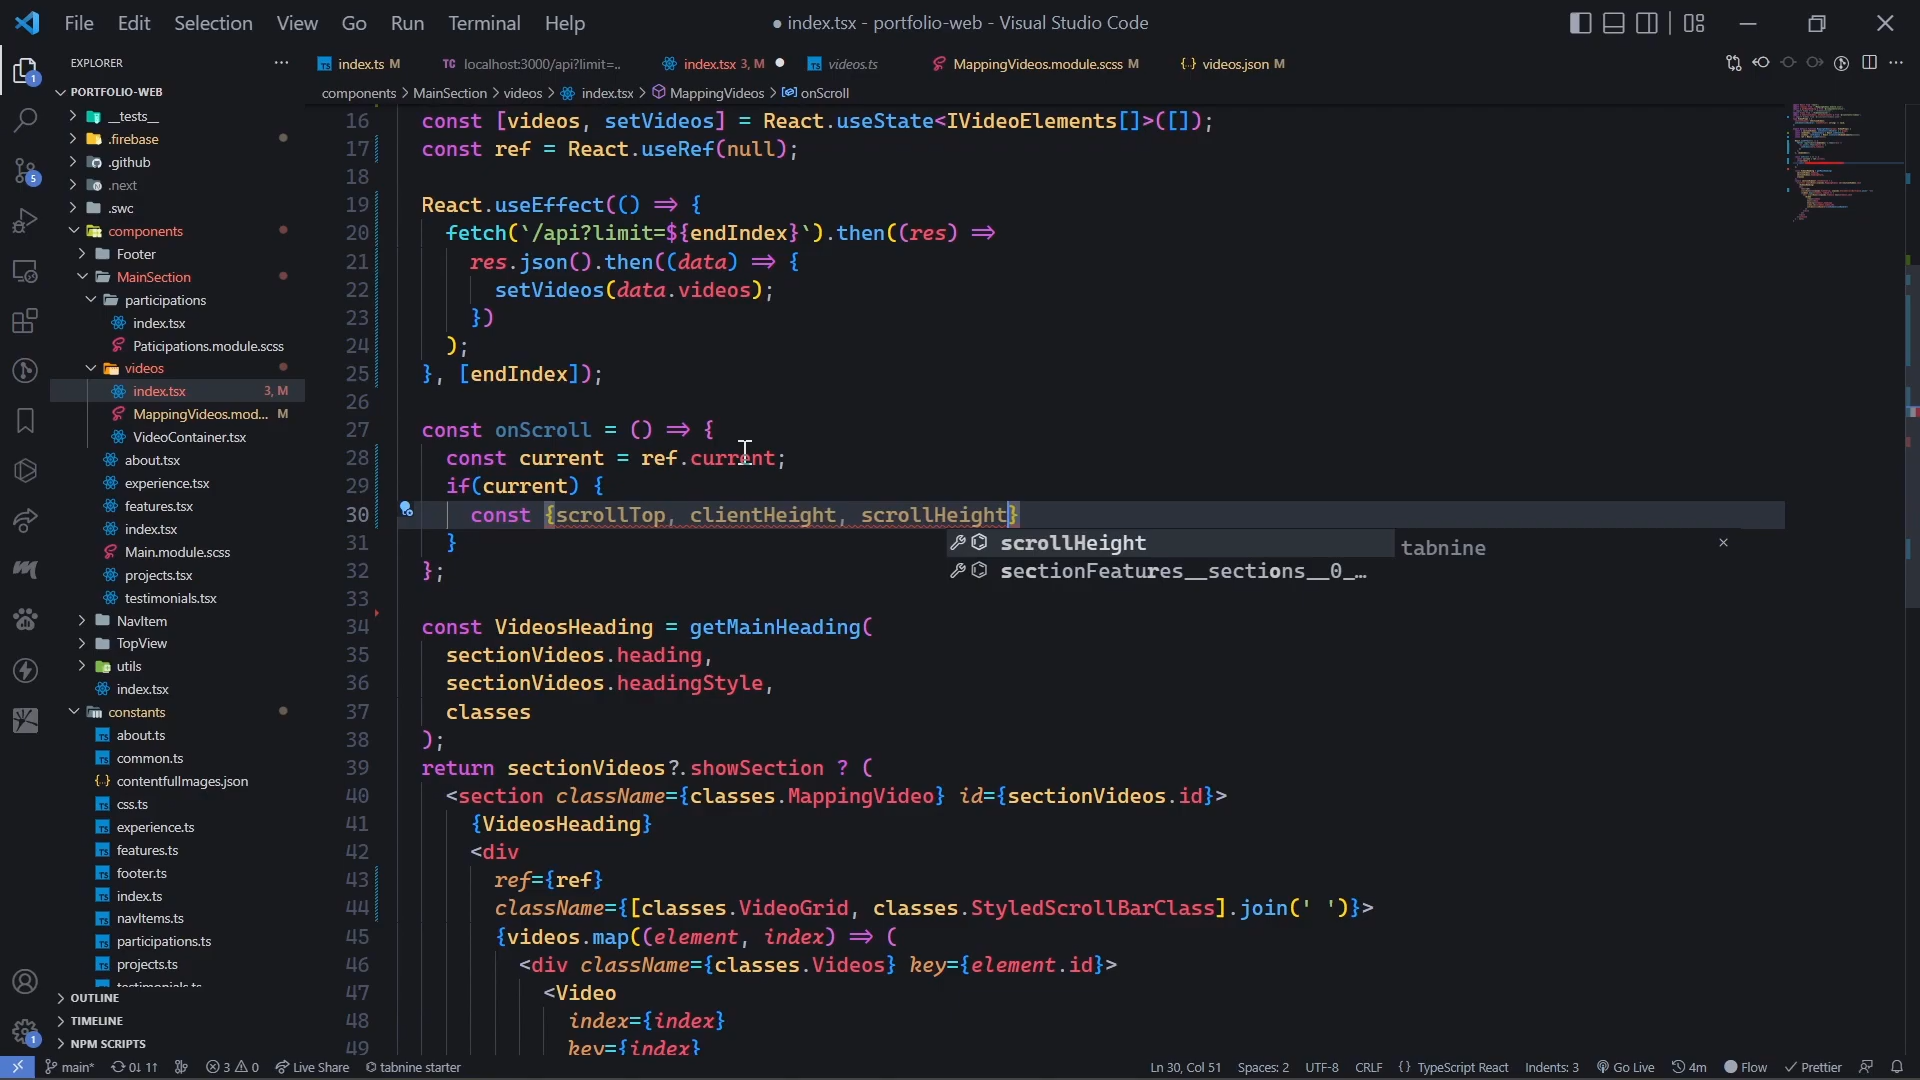 File Edit Selection View Go Run Terminal Help
● index.tsx - portfolio-web - Visual Studio Code
EXPLORER
PORTFOLIO-WEB
__tests__
.firebase
.github
.next
.swc
components
Footer
MainSection
participations
index.tsx
Paticipations.module.scss
videos
index.tsx 3, M
MappingVideos.mod... M
VideoContainer.tsx
about.tsx
experience.tsx
features.tsx
index.tsx
Main.module.scss
projects.tsx
testimonials.tsx
NavItem
TopView
utils
index.tsx
constants
about.ts
common.ts
contentfulImages.json
css.ts
experience.ts
features.ts
footer.ts
index.ts
navItems.ts
participations.ts
projects.ts
testimonials.ts
OUTLINE
TIMELINE
NPM SCRIPTS
1
5
1
index.ts M
TC localhost:3000/api?limit=..
index.tsx 3, M ●
videos.ts
MappingVideos.module.scss M
{..} videos.json M
components > MainSection > videos > index.tsx > MappingVideos > onScroll
16 const [videos, setVideos] = React.useState<IVideoElements[]>([]);
17 const ref = React.useRef(null);
18
19 React.useEffect(() => {
20 fetch(`/api?limit=${endIndex}`).then((res) =>
21 res.json().then((data) => {
22 setVideos(data.videos);
23 })
24 );
25 }, [endIndex]);
26
27 const onScroll = () => {
28 const current = ref.current;
29 if(current) {
30 const {scrollTop, clientHeight, scrollHeight}
31 }
32 };
33
34 const VideosHeading = getMainHeading(
35 sectionVideos.heading,
36 sectionVideos.headingStyle,
37 classes
38 );
39 return sectionVideos?.showSection ? (
40 <section className={classes.MappingVideo} id={sectionVideos.id}>
41 {VideosHeading}
42 <div
43 ref={ref}
44 className={[classes.VideoGrid, classes.StyledScrollBarClass].join(' ')}>
45 {videos.map((element, index) => (
46 <div className={classes.Videos} key={element.id}>
47 <Video
48 index={index}
49 key={index}
scrollHeight tabnine
sectionFeatures__sections__0_…
main* 0↓ 1↑ 3 0 Live Share tabnine starter
Ln 30, Col 51 Spaces: 2 UTF-8 CRLF {} TypeScript React Indents: 3 Go Live 4m Flow Prettier